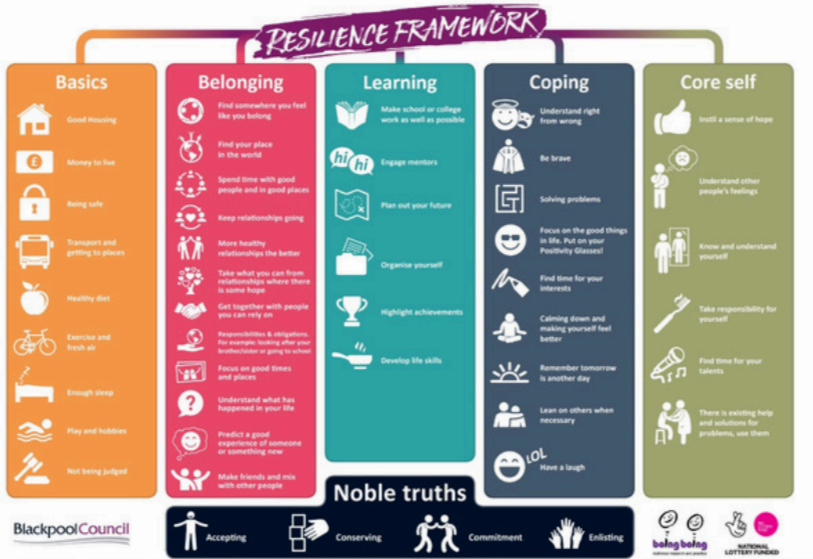 RESILIENCE FRAMEWORK
Basics
Good Housing
£
Money to live
Being safe
Transport and
getting to places
Healthy diet
Exercise and
fresh air
Enough sleep
Play and hobbies
Not being judged
Belonging
Find somewhere you feel
like you belong
Find your place
in the world
Spend time with good
people and in good places
Keep relationships going
More healthy
relationships the better
Take what you can from
relationships where there
is some hope
Get together with people
you can rely on
Responsibilities & obligations.
For example: looking after your
brother/sister or going to school
Focus on good times
and places
?
Understand what has
happened in your life
Predict a good
experience of someone
or something new
Make friends and mix
with other people
Learning
Make school or college
work as well as possible
hi hi
Engage mentors
Plan out your future
Organise yourself
Highlight achievements
Develop life skills
Coping
Understand right
from wrong
Be brave
Solving problems
Focus on the good things
in life. Put on your
Positivity Glasses!
Find time for your
interests
Calming down and
making yourself feel
better
Remember tomorrow
is another day
Lean on others when
necessary
LOL
Have a laugh
Core self
Instil a sense of hope
Understand other
people's feelings
Know and understand
yourself
Take responsibility for
yourself
Find time for your
talents
There is existing help
and solutions for
problems, use them
Noble truths
Accepting
Conserving
Commitment
Enlisting
BlackpoolCouncil
boingboing
NATIONAL
LOTTERY FUNDED